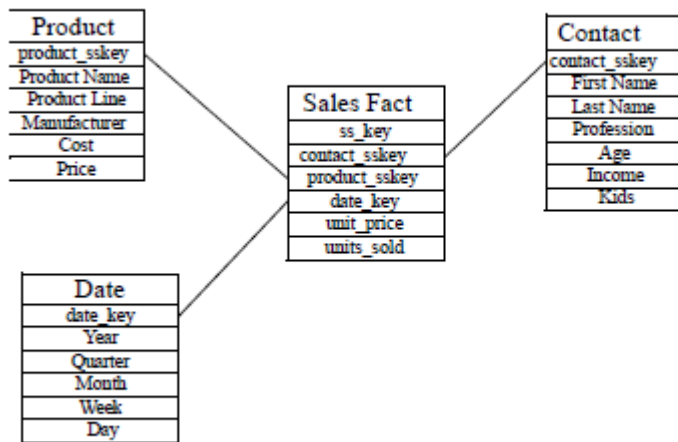 Product
product_sskey
Product Name
Product Line
Manufacturer
Cost
Price
Contact
contact_sskey
First Name
Last Name
Profession
Age
Income
Kids
Sales Fact
ss_key
contact_sskey
product_sskey
date_key
unit_price
units_sold
Date
date_key
Year
Quarter
Month
Week
Day